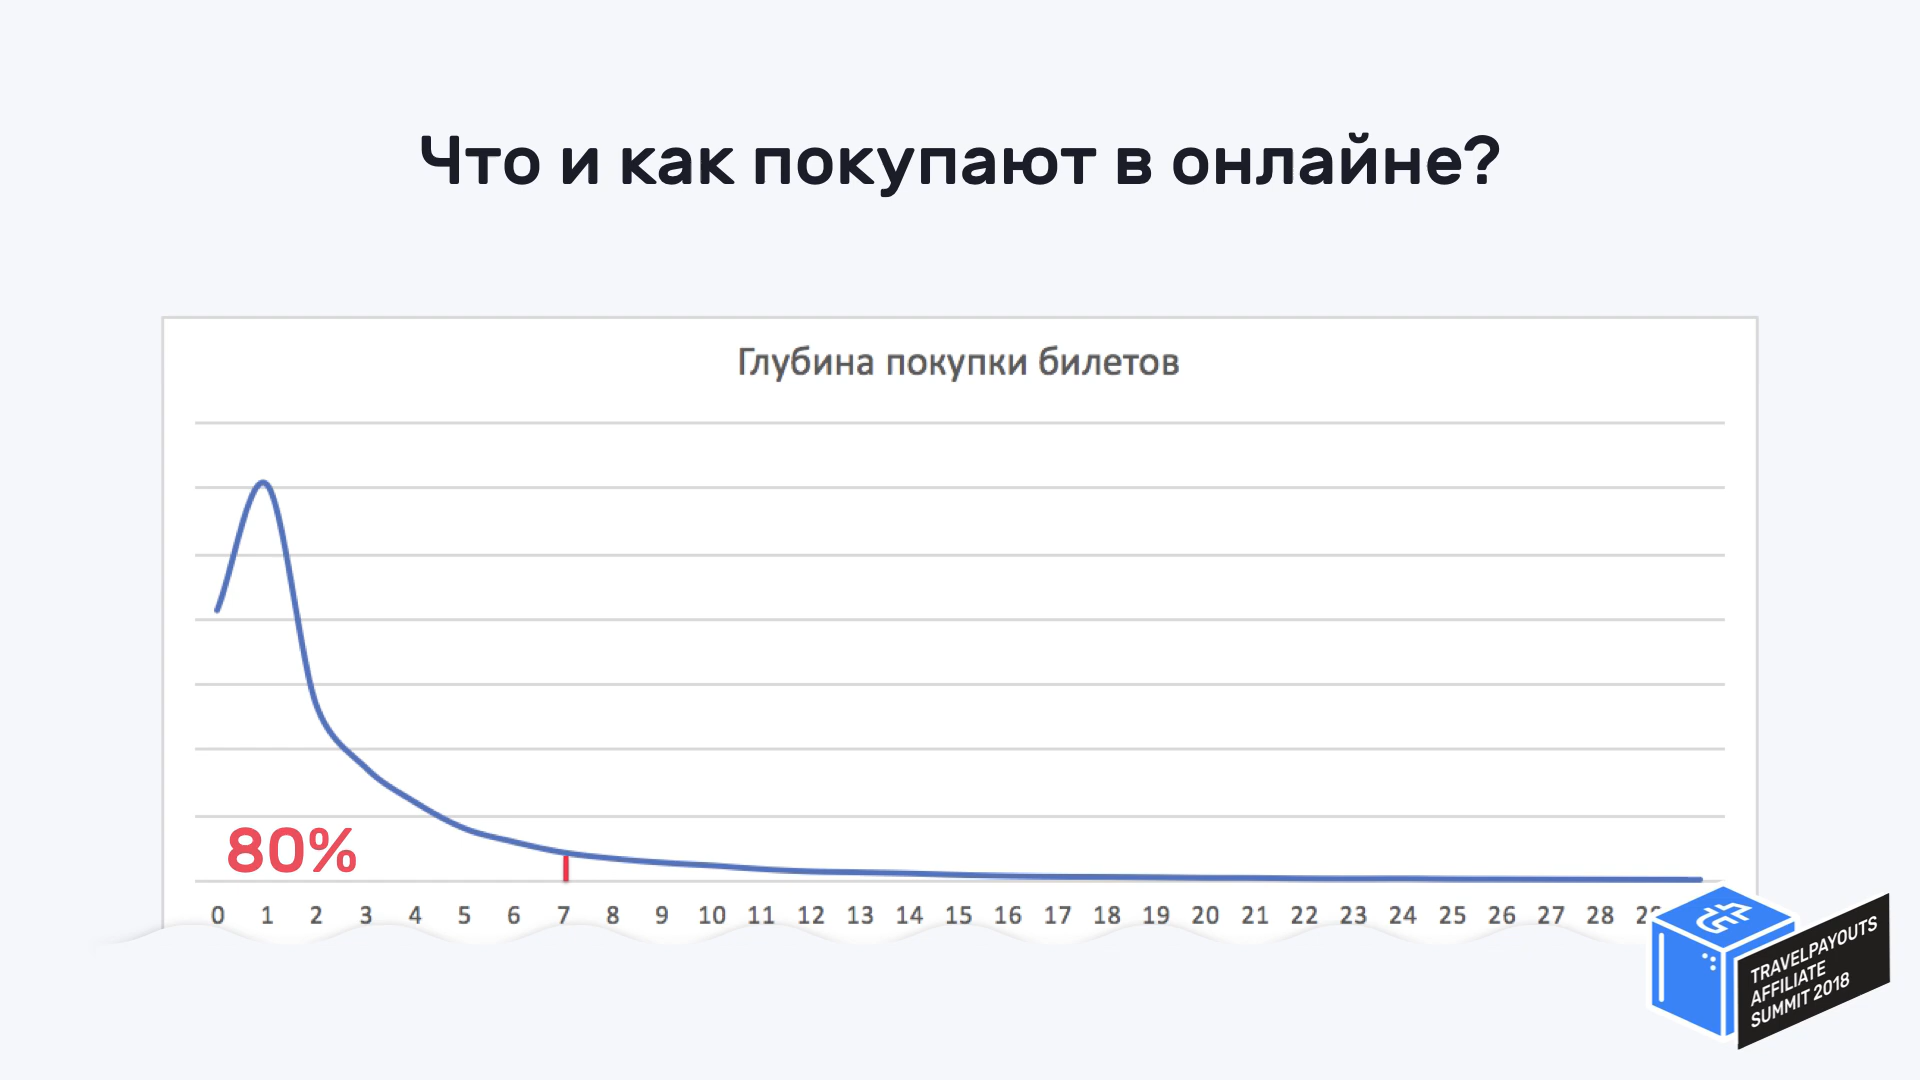 Что и как покупают в онлайне?
Глубина покупки билетов
80%
0 1 2 3 4 5 6 7 8 9 10 11 12 13 14 15 16 17 18 19 20 21 22 23 24 25 26 27 28 29
TRAVELPAYOUTS
AFFILIATE
SUMMIT 2018